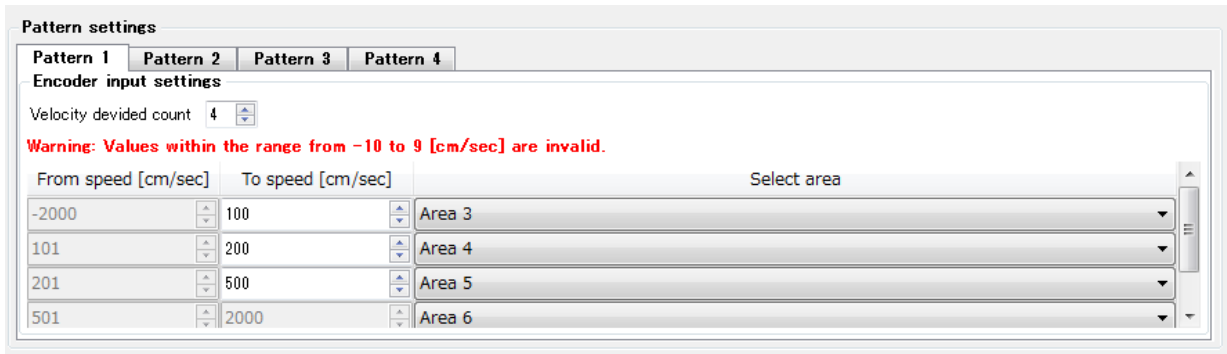 Pattern settings
Pattern 1 Pattern 2 Pattern 3 Pattern 4
Encoder input settings
Velocity devided count 4
Warning: Values within the range from -10 to 9 [cm/sec] are invalid.
From speed [cm/sec] To speed [cm/sec] Select area
-2000 100 Area 3
101 200 Area 4
201 500 Area 5
501 2000 Area 6